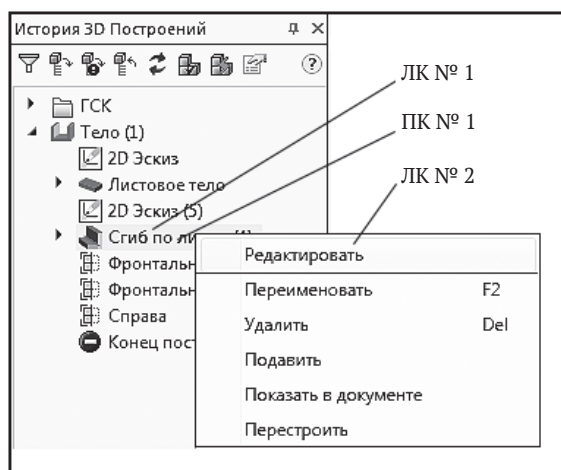 История 3D Построений
ЛК № 1
ГСК
ПК № 1
Тело (1)
2D Эскиз
ЛК № 2
Листовое тело
2D Эскиз (5)
Сгиб по
Редактировать
Фронтальн
Фронтальн
Переименовать F2
Справа
Удалить Del
Конец пост
Подавить
Показать в документе
Перестроить